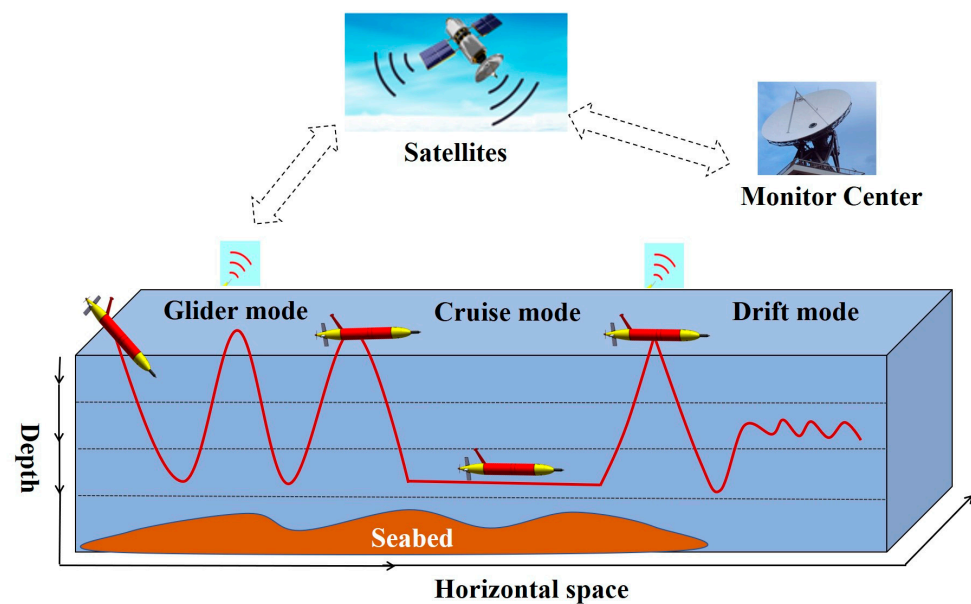 Satellites
Monitor Center
Glider mode
Cruise mode
Drift mode
Depth
Seabed
Horizontal space